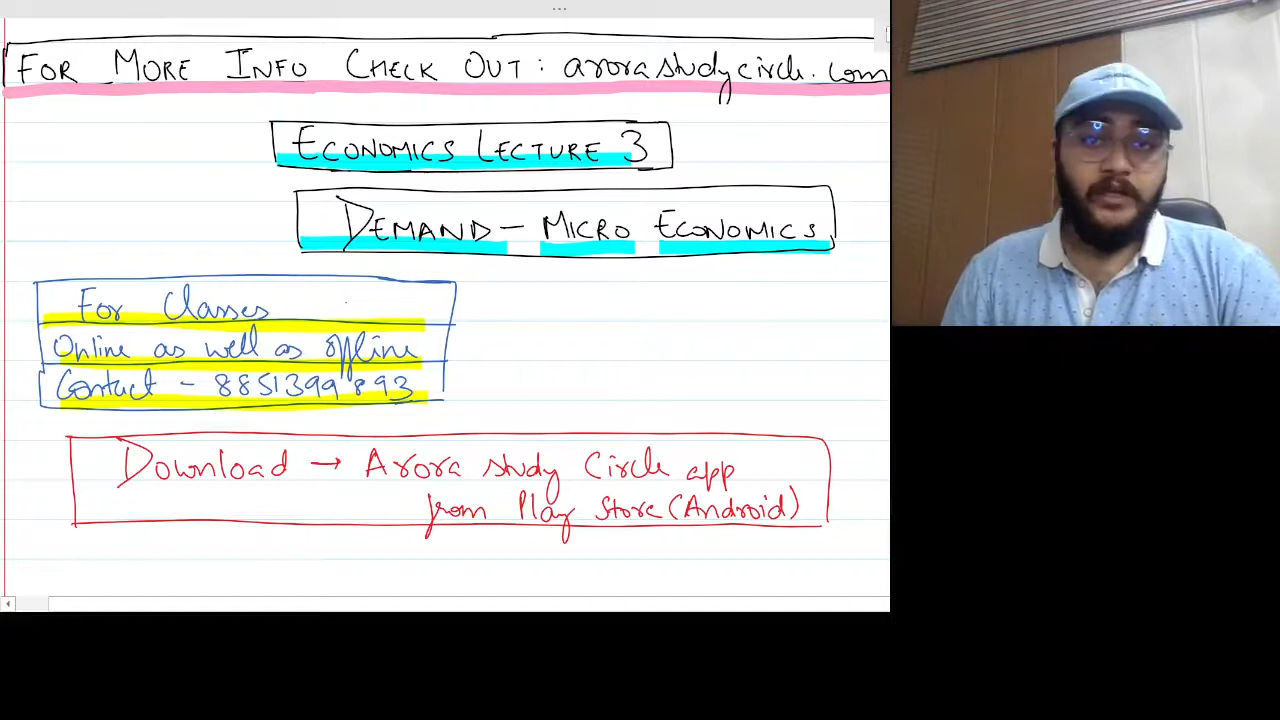 FOR MORE INFO CHECK OUT: arorastudycircle.com
ECONOMICS LECTURE 3
DEMAND - MICRO ECONOMICS
For Classes
Online as well as offline
Contact - 8851399893
Download → Arora study Circle app
from Play Store (Android)